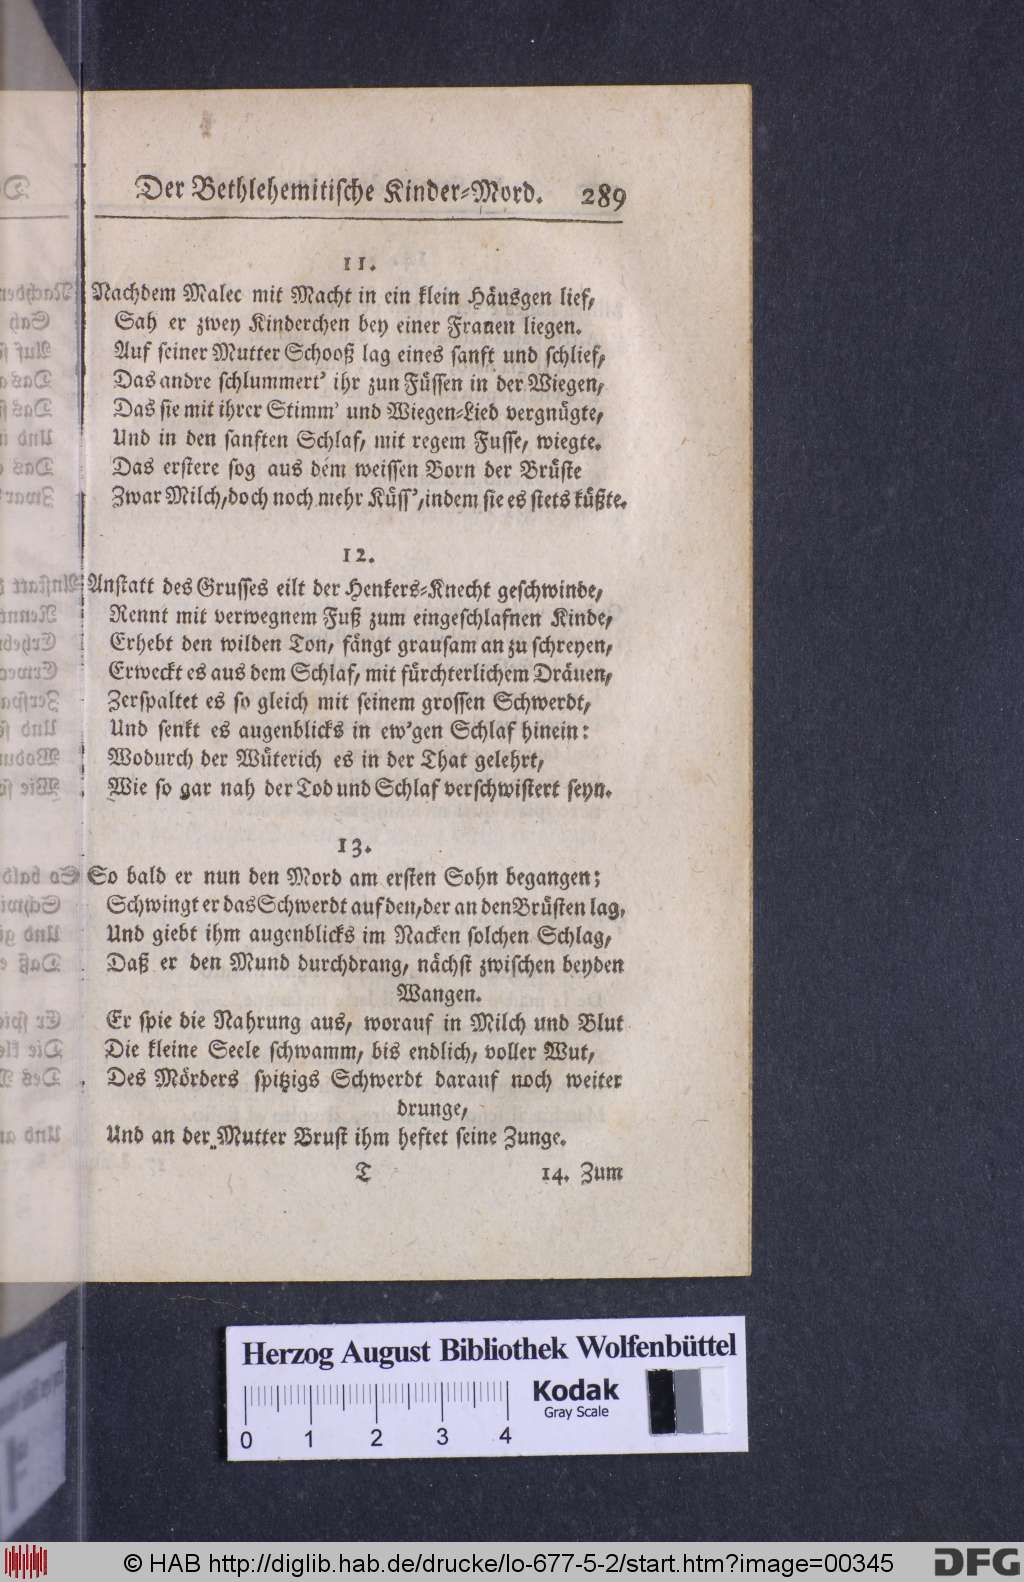 Der Bethlehemitische Kinder-Mord. 289
11.
Nachdem Malec mit Macht in ein klein Häusgen lief,
Sah er zwey Kinderchen bey einer Frauen liegen.
Auf seiner Mutter Schooß lag eines sanft und schlief,
Das andre schlummert' ihr zun Füssen in der Wiegen,
Das sie mit ihrer Stimm' und Wiegen-Lied vergnügte,
Und in den sanften Schlaf, mit regem Fusse, wiegte.
Das erstere sog aus dem weissen Born der Brüste
Zwar Milch, doch noch mehr Küss', indem sie es stets küßte.
12.
Anstatt des Grusses eilt der Henkers-Knecht geschwinde,
Rennt mit verwegnem Fuß zum eingeschlafnen Kinde,
Erhebt den wilden Ton, fängt grausam an zu schreyen,
Erweckt es aus dem Schlaf, mit fürchterlichem Dräuen,
Zerspaltet es so gleich mit seinem grossen Schwerdt,
Und senkt es augenblicks in ew'gen Schlaf hinein:
Wodurch der Wüterich es in der That gelehrt,
Wie so gar nah der Tod und Schlaf verschwistert seyn.
13.
So bald er nun den Mord am ersten Sohn begangen;
Schwingt er das Schwerdt auf den, der an den Brüsten lag,
Und giebt ihm augenblicks im Nacken solchen Schlag,
Daß er den Mund durchdrang, nächst zwischen beyden
Wangen.
Er spie die Nahrung aus, worauf in Milch und Blut
Die kleine Seele schwamm, bis endlich, voller Wut,
Des Mörders spitzigs Schwerdt darauf noch weiter
drunge,
Und an der Mutter Brust ihm heftet seine Zunge.
T 14. Zum
Herzog August Bibliothek Wolfenbüttel
Kodak
Gray Scale
0 1 2 3 4
© HAB http://diglib.hab.de/drucke/lo-677-5-2/start.htm?image=00345
DFG